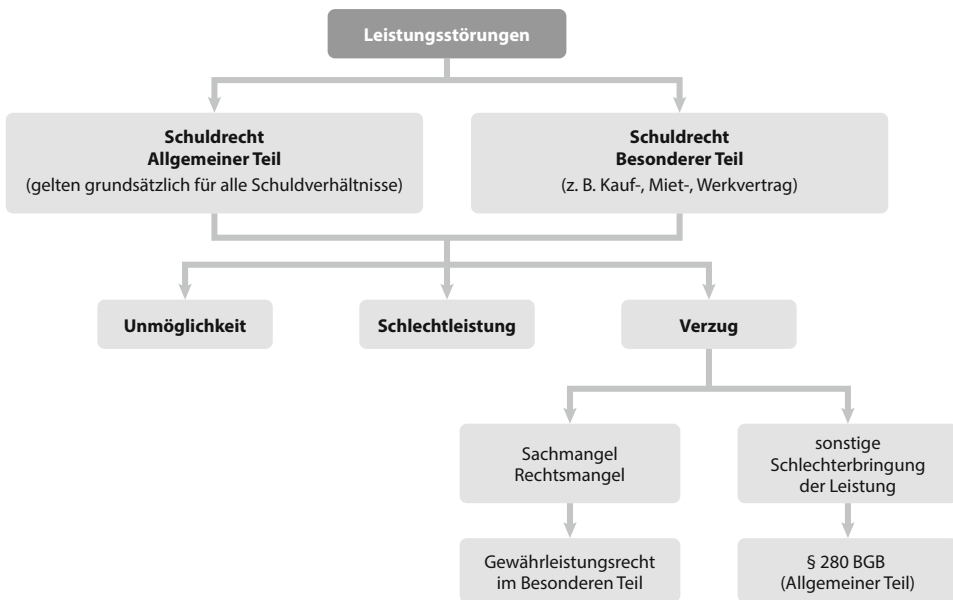 Leistungsstörungen
Schuldrecht
Allgemeiner Teil
(gelten grundsätzlich für alle Schuldverhältnisse)
Schuldrecht
Besonderer Teil
(z. B. Kauf-, Miet-, Werkvertrag)
Unmöglichkeit
Schlechtleistung
Verzug
Sachmangel
Rechtsmangel
sonstige
Schlechterbringung
der Leistung
Gewährleistungsrecht
im Besonderen Teil
§ 280 BGB
(Allgemeiner Teil)